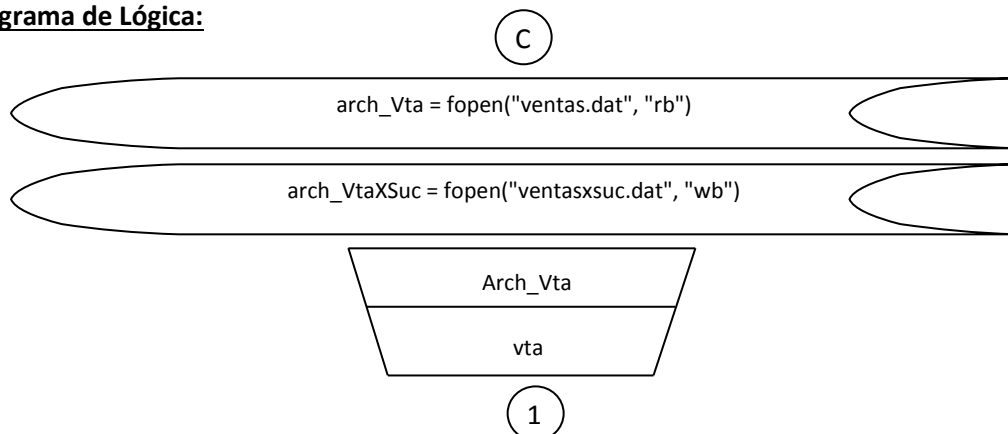 grama de Lógica:
C
arch_Vta = fopen("ventas.dat", "rb")
arch_VtaXSuc = fopen("ventasxsuc.dat", "wb")
Arch_Vta
vta
1